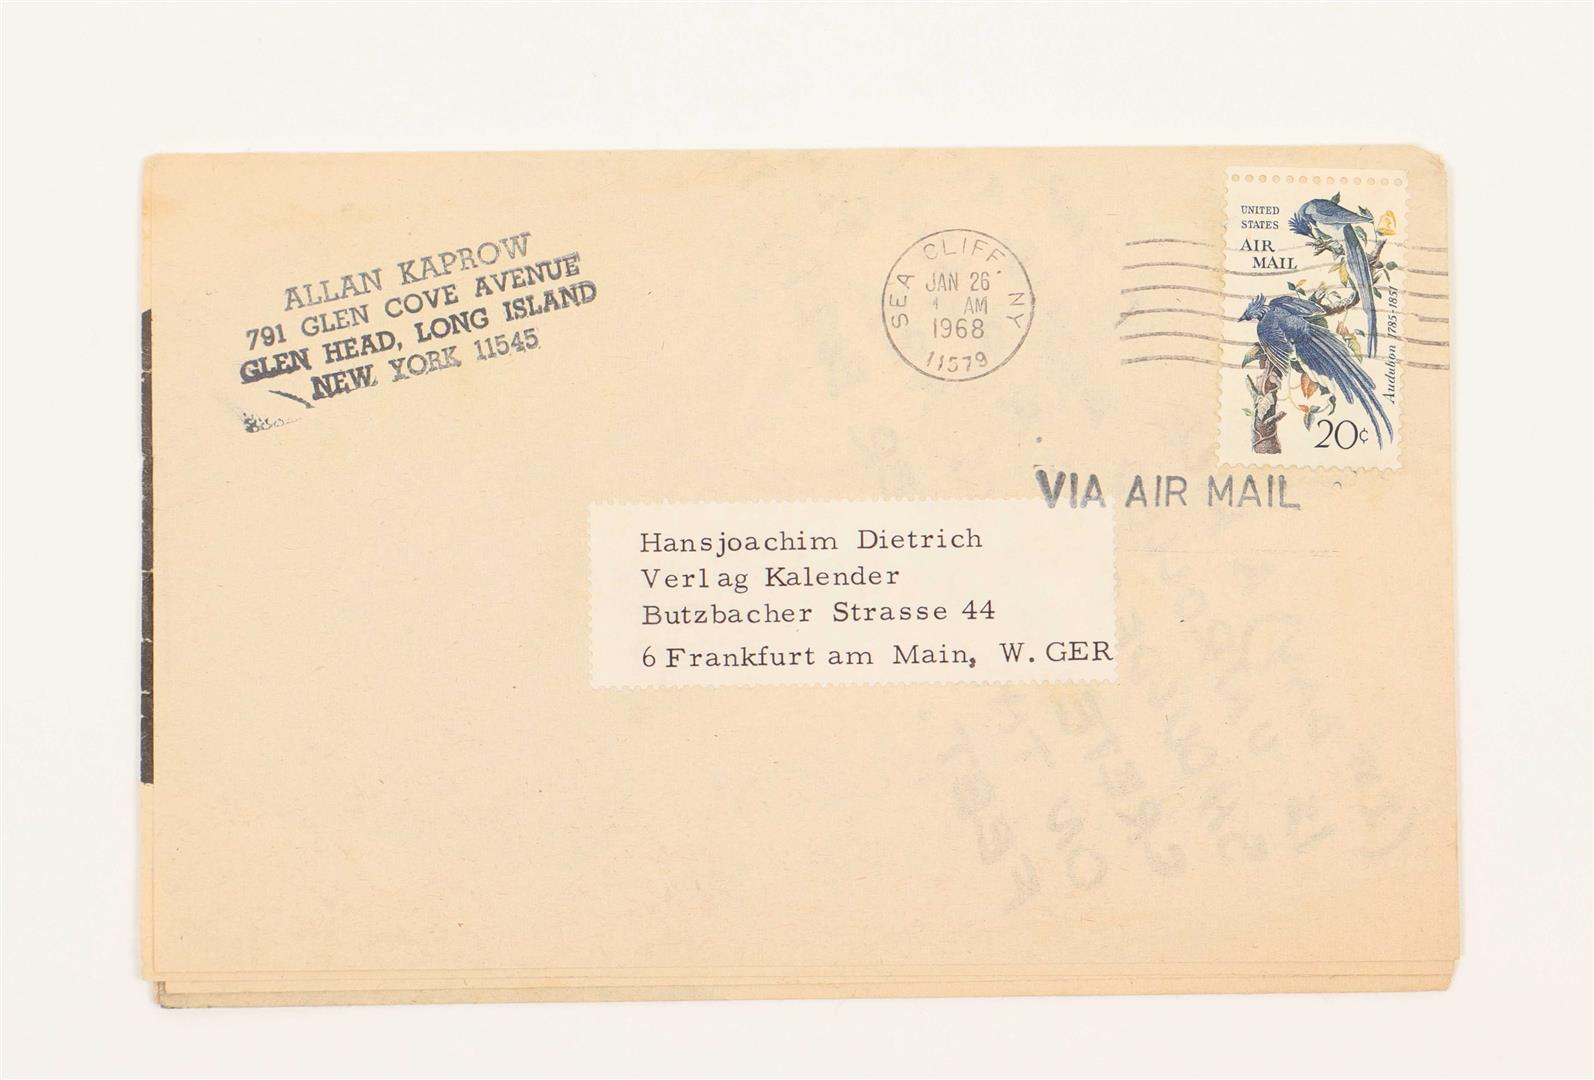 ALLAN KAPROW
791 GLEN COVE AVENUE
GLEN HEAD, LONG ISLAND
NEW YORK 11545
SEA CLIFF NY
JAN 26
AM
1968
11579
UNITED
STATES
AIR
MAIL
Audubon 1785-1851
20¢
VIA AIR MAIL
Hansjoachim Dietrich
Verlag Kalender
Butzbacher Strasse 44
6 Frankfurt am Main, W. GER